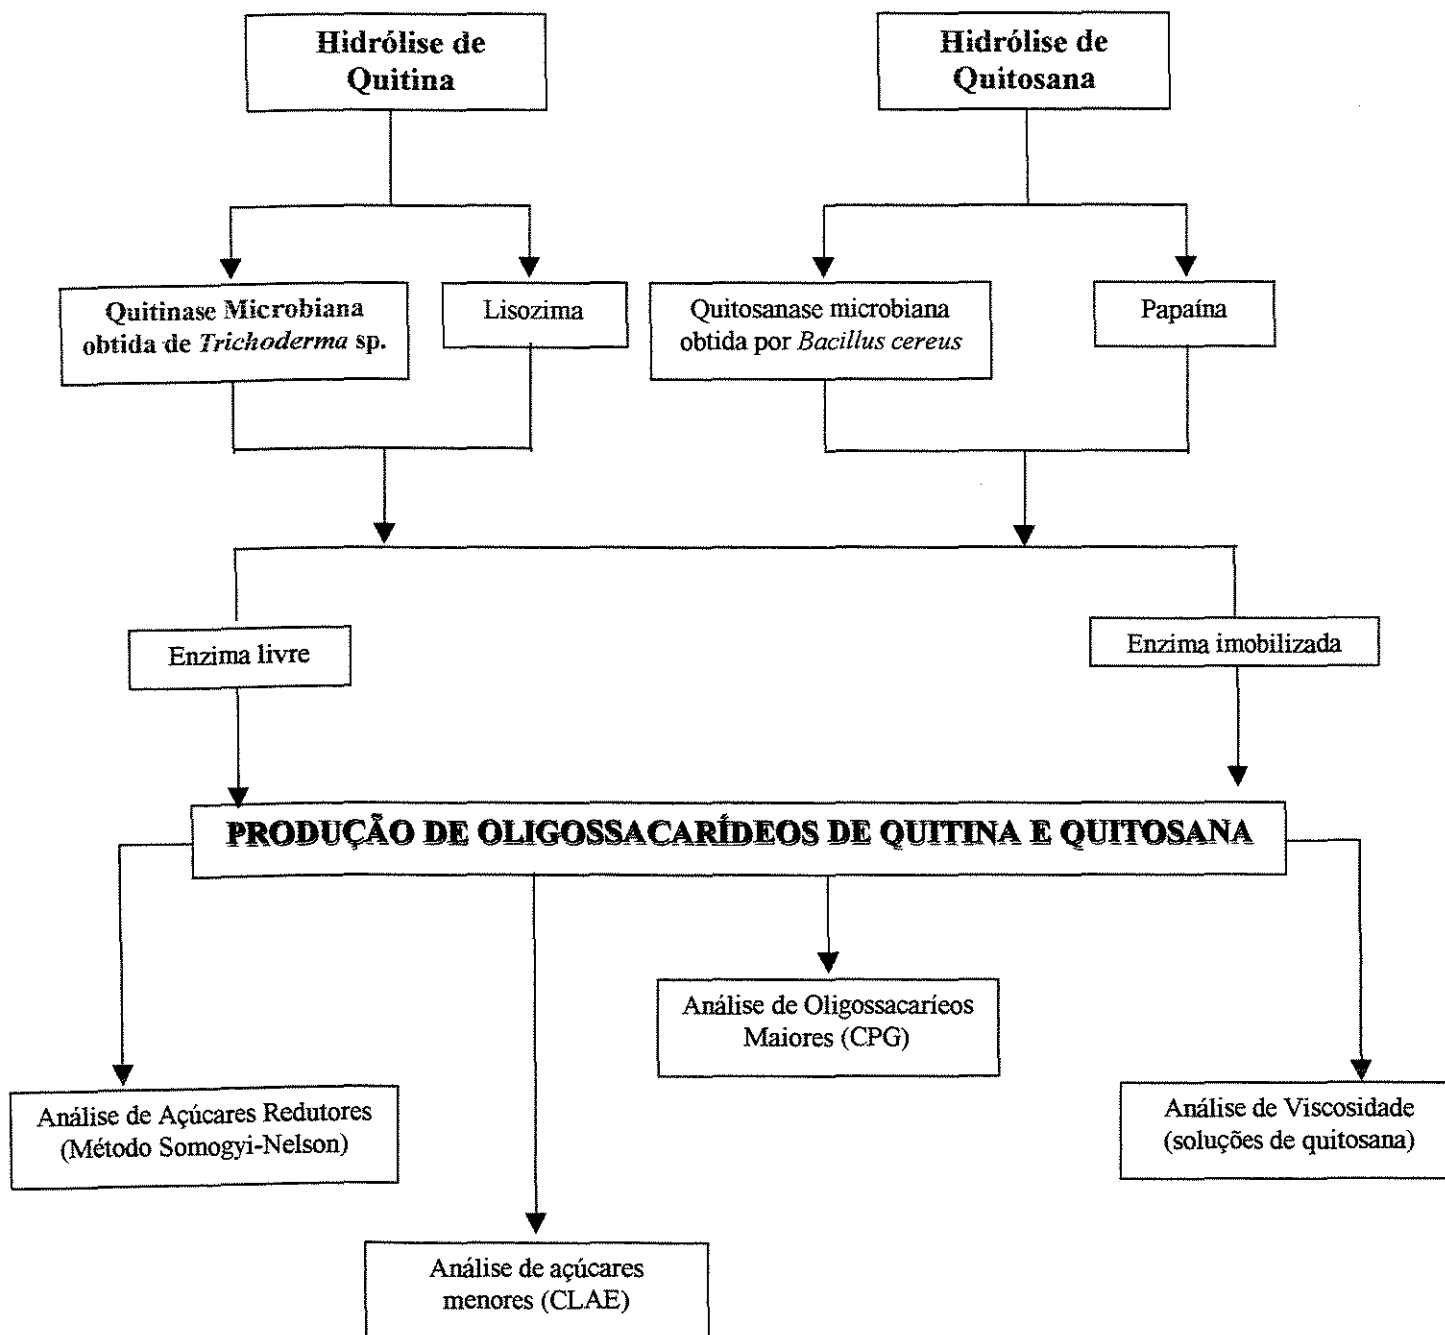 Hidrólise de
Quitina
Hidrólise de
Quitosana
Quitinase Microbiana
obtida de Trichoderma sp.
Lisozima
Quitosanase microbiana
obtida por Bacillus cereus
Papaína
Enzima livre
Enzima imobilizada
PRODUÇÃO DE OLIGOSSACARÍDEOS DE QUITINA E QUITOSANA
Análise de Oligossacaríeos
Maiores (CPG)
Análise de Açúcares Redutores
(Método Somogyi-Nelson)
Análise de Viscosidade
(soluções de quitosana)
Análise de açúcares
menores (CLAE)